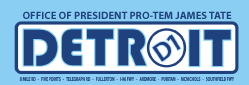 OFFICE OF PRESIDENT PRO-TEM JAMES TATE
DETROIT
D1
8 MILE RD - FIVE POINTS - TELEGRAPH RD - FULLERTON - I-96 FWY - ARDMORE - PURITAN - MCNICHOLS - SOUTHFIELD FWY